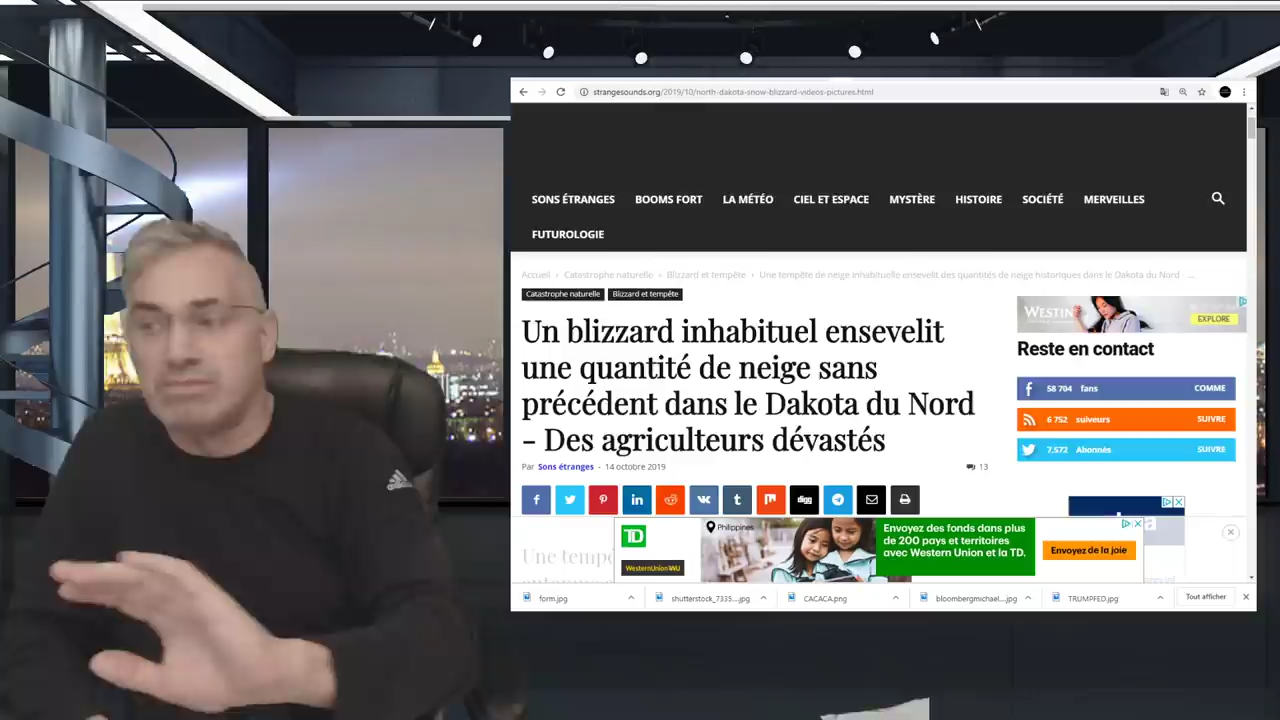 strangesounds.org/2019/10/north-dakota-snow-blizzard-videos-pictures.html
SONS ÉTRANGES BOOMS FORT LA MÉTÉO CIEL ET ESPACE MYSTÈRE HISTOIRE SOCIÉTÉ MERVEILLES
FUTUROLOGIE
Accueil › Catastrophe naturelle › Blizzard et tempête › Une tempête de neige inhabituelle ensevelit des quantités de neige historiques dans le Dakota du Nord - ...
Catastrophe naturelle Blizzard et tempête
Un blizzard inhabituel ensevelit
une quantité de neige sans
précédent dans le Dakota du Nord
- Des agriculteurs dévastés
Par Sons étranges - 14 octobre 2019 13
WESTIN
EXPLORE
Reste en contact
58 704 fans COMME
6 752 suiveurs SUIVRE
7,572 Abonnés SUIVRE
digg
Une temp
TD
WesternUnion WU
Philippines
Envoyez des fonds dans plus
de 200 pays et territoires
avec Western Union et la TD.
Envoyez de la joie
form.jpg shutterstock_7335....jpg CACACA.png bloombergmichael....jpg TRUMPFED.jpg Tout afficher